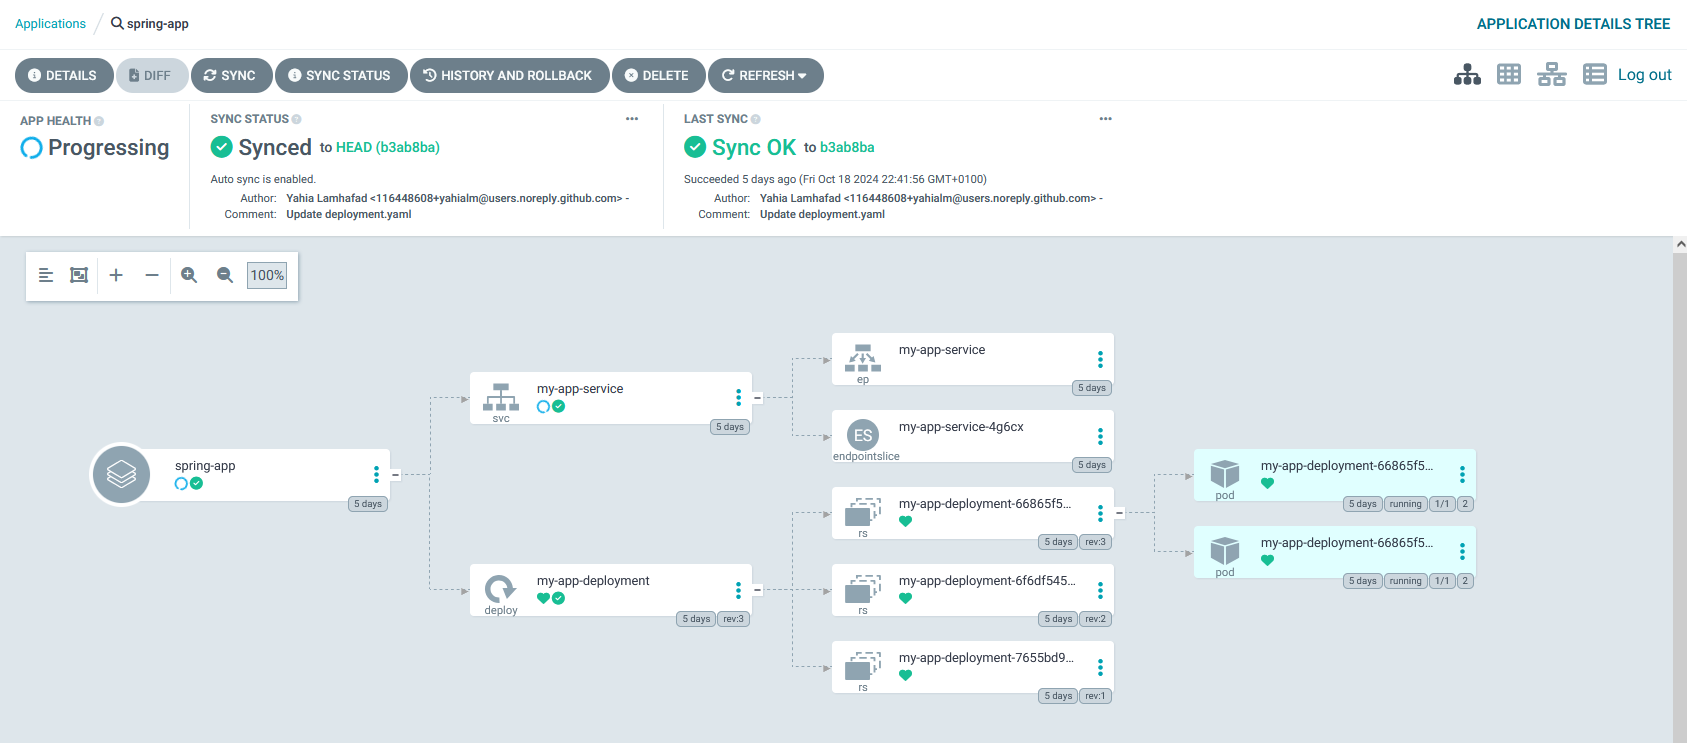 Applications / spring-app
APPLICATION DETAILS TREE
DETAILS DIFF SYNC SYNC STATUS HISTORY AND ROLLBACK DELETE REFRESH
Log out
APP HEALTH
Progressing
SYNC STATUS
Synced to HEAD (b3ab8ba)
Auto sync is enabled.
Author: Yahia Lamhafad <116448608+yahialm@users.noreply.github.com> -
Comment: Update deployment.yaml
LAST SYNC
Sync OK to b3ab8ba
Succeeded 5 days ago (Fri Oct 18 2024 22:41:56 GMT+0100)
Author: Yahia Lamhafad <116448608+yahialm@users.noreply.github.com> -
Comment: Update deployment.yaml
100%
spring-app
5 days
my-app-service
svc
5 days
my-app-deployment
deploy
5 days rev:3
my-app-service
ep
5 days
ES
my-app-service-4g6cx
endpointslice
5 days
my-app-deployment-66865f5...
rs
5 days rev:3
my-app-deployment-6f6df545...
rs
5 days rev:2
my-app-deployment-7655bd9...
rs
5 days rev:1
my-app-deployment-66865f5...
pod
5 days running 1/1 2
my-app-deployment-66865f5...
pod
5 days running 1/1 2